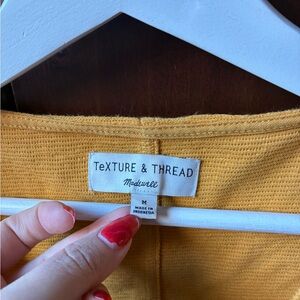 TeXTURE & THREAD
Madewell
M
MADE IN
INDONESIA